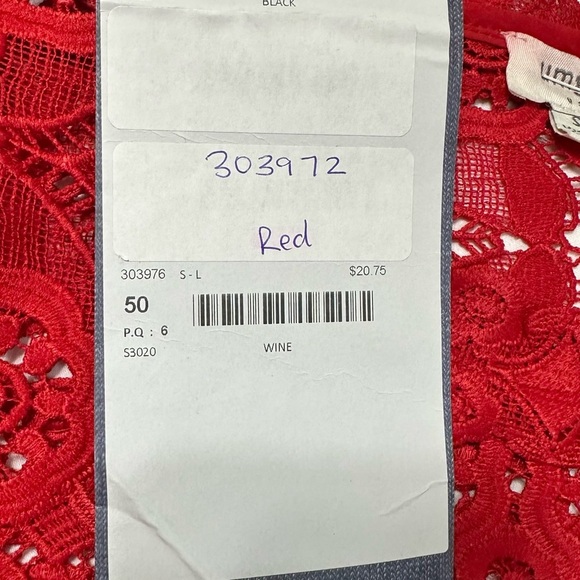 BLACK
303972
Red
303976 S - L $20.75
50
P.Q : 6
S3020 WINE